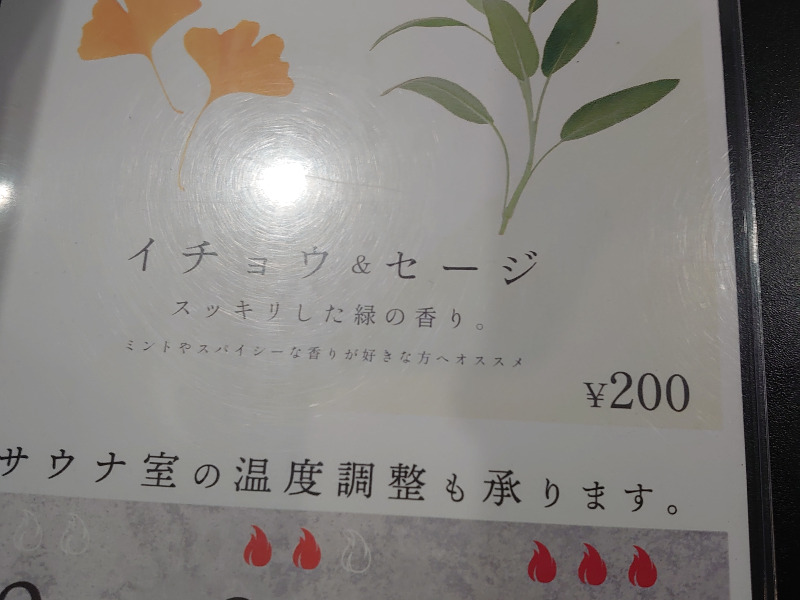 イチョウ&セージ
スッキリした緑の香り。
ミントやスパイシーな香りが好きな方へオススメ
¥200
サウナ室の温度調整も承ります。